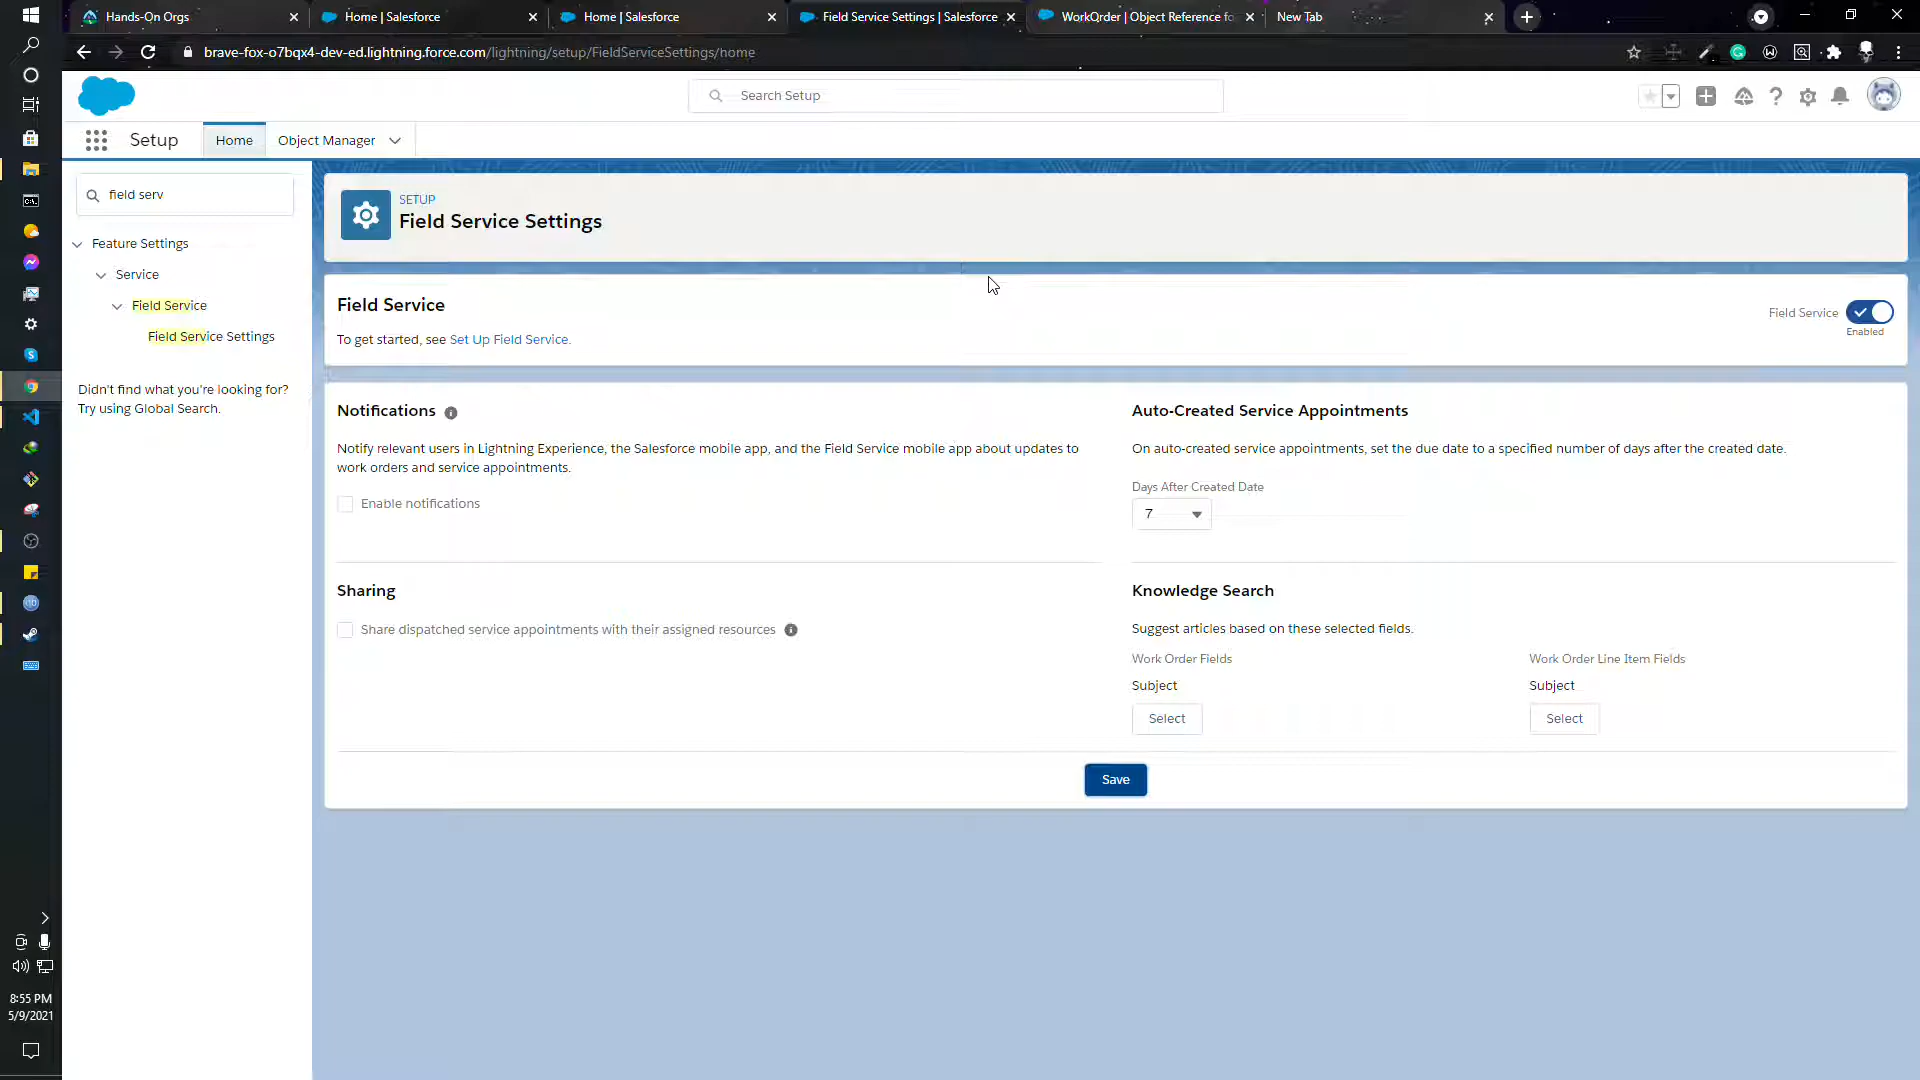 Hands-On Orgs
Home | Salesforce
Home | Salesforce
Field Service Settings | Salesforce
WorkOrder | Object Reference fo
New Tab
brave-fox-o7bqx4-dev-ed.lightning.force.com/lightning/setup/FieldServiceSettings/home
Search Setup
Setup
Home
Object Manager
field serv
Feature Settings
Service
Field Service
Field Service Settings
Didn't find what you're looking for?
Try using Global Search.
SETUP
Field Service Settings
Field Service
To get started, see Set Up Field Service.
Field Service
Enabled
Notifications
Notify relevant users in Lightning Experience, the Salesforce mobile app, and the Field Service mobile app about updates to
work orders and service appointments.
Enable notifications
Auto-Created Service Appointments
On auto-created service appointments, set the due date to a specified number of days after the created date.
Days After Created Date
7
Sharing
Share dispatched service appointments with their assigned resources
Knowledge Search
Suggest articles based on these selected fields.
Work Order Fields
Subject
Select
Work Order Line Item Fields
Subject
Select
Save
8:55 PM
5/9/2021